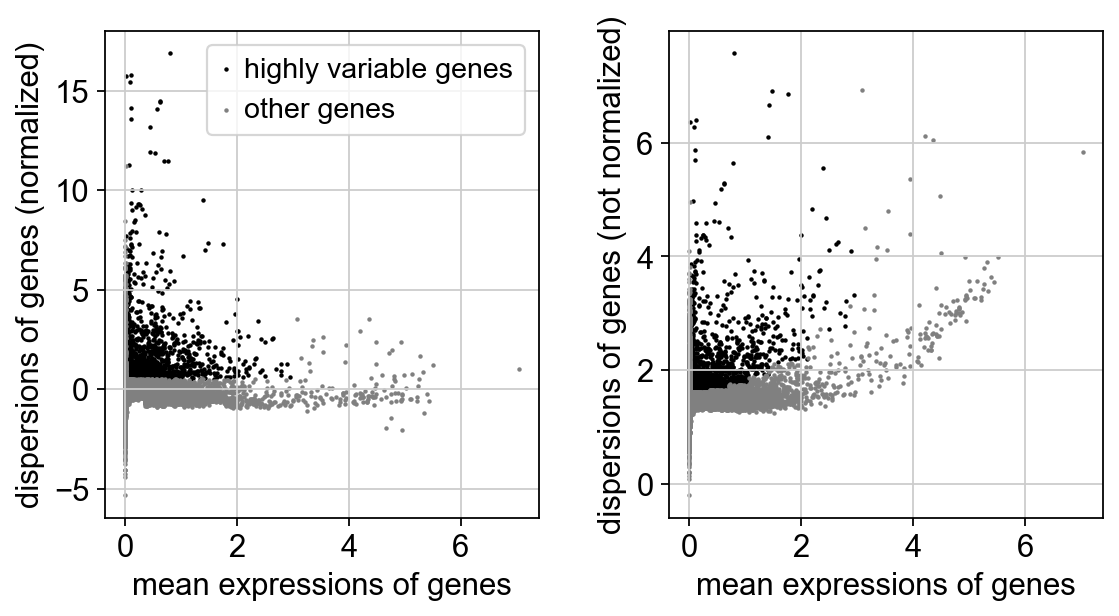 dispersions of genes (normalized)
15
10
5
0
−5
highly variable genes
other genes
0 2 4 6
mean expressions of genes
dispersions of genes (not normalized)
6
4
2
0
0 2 4 6
mean expressions of genes